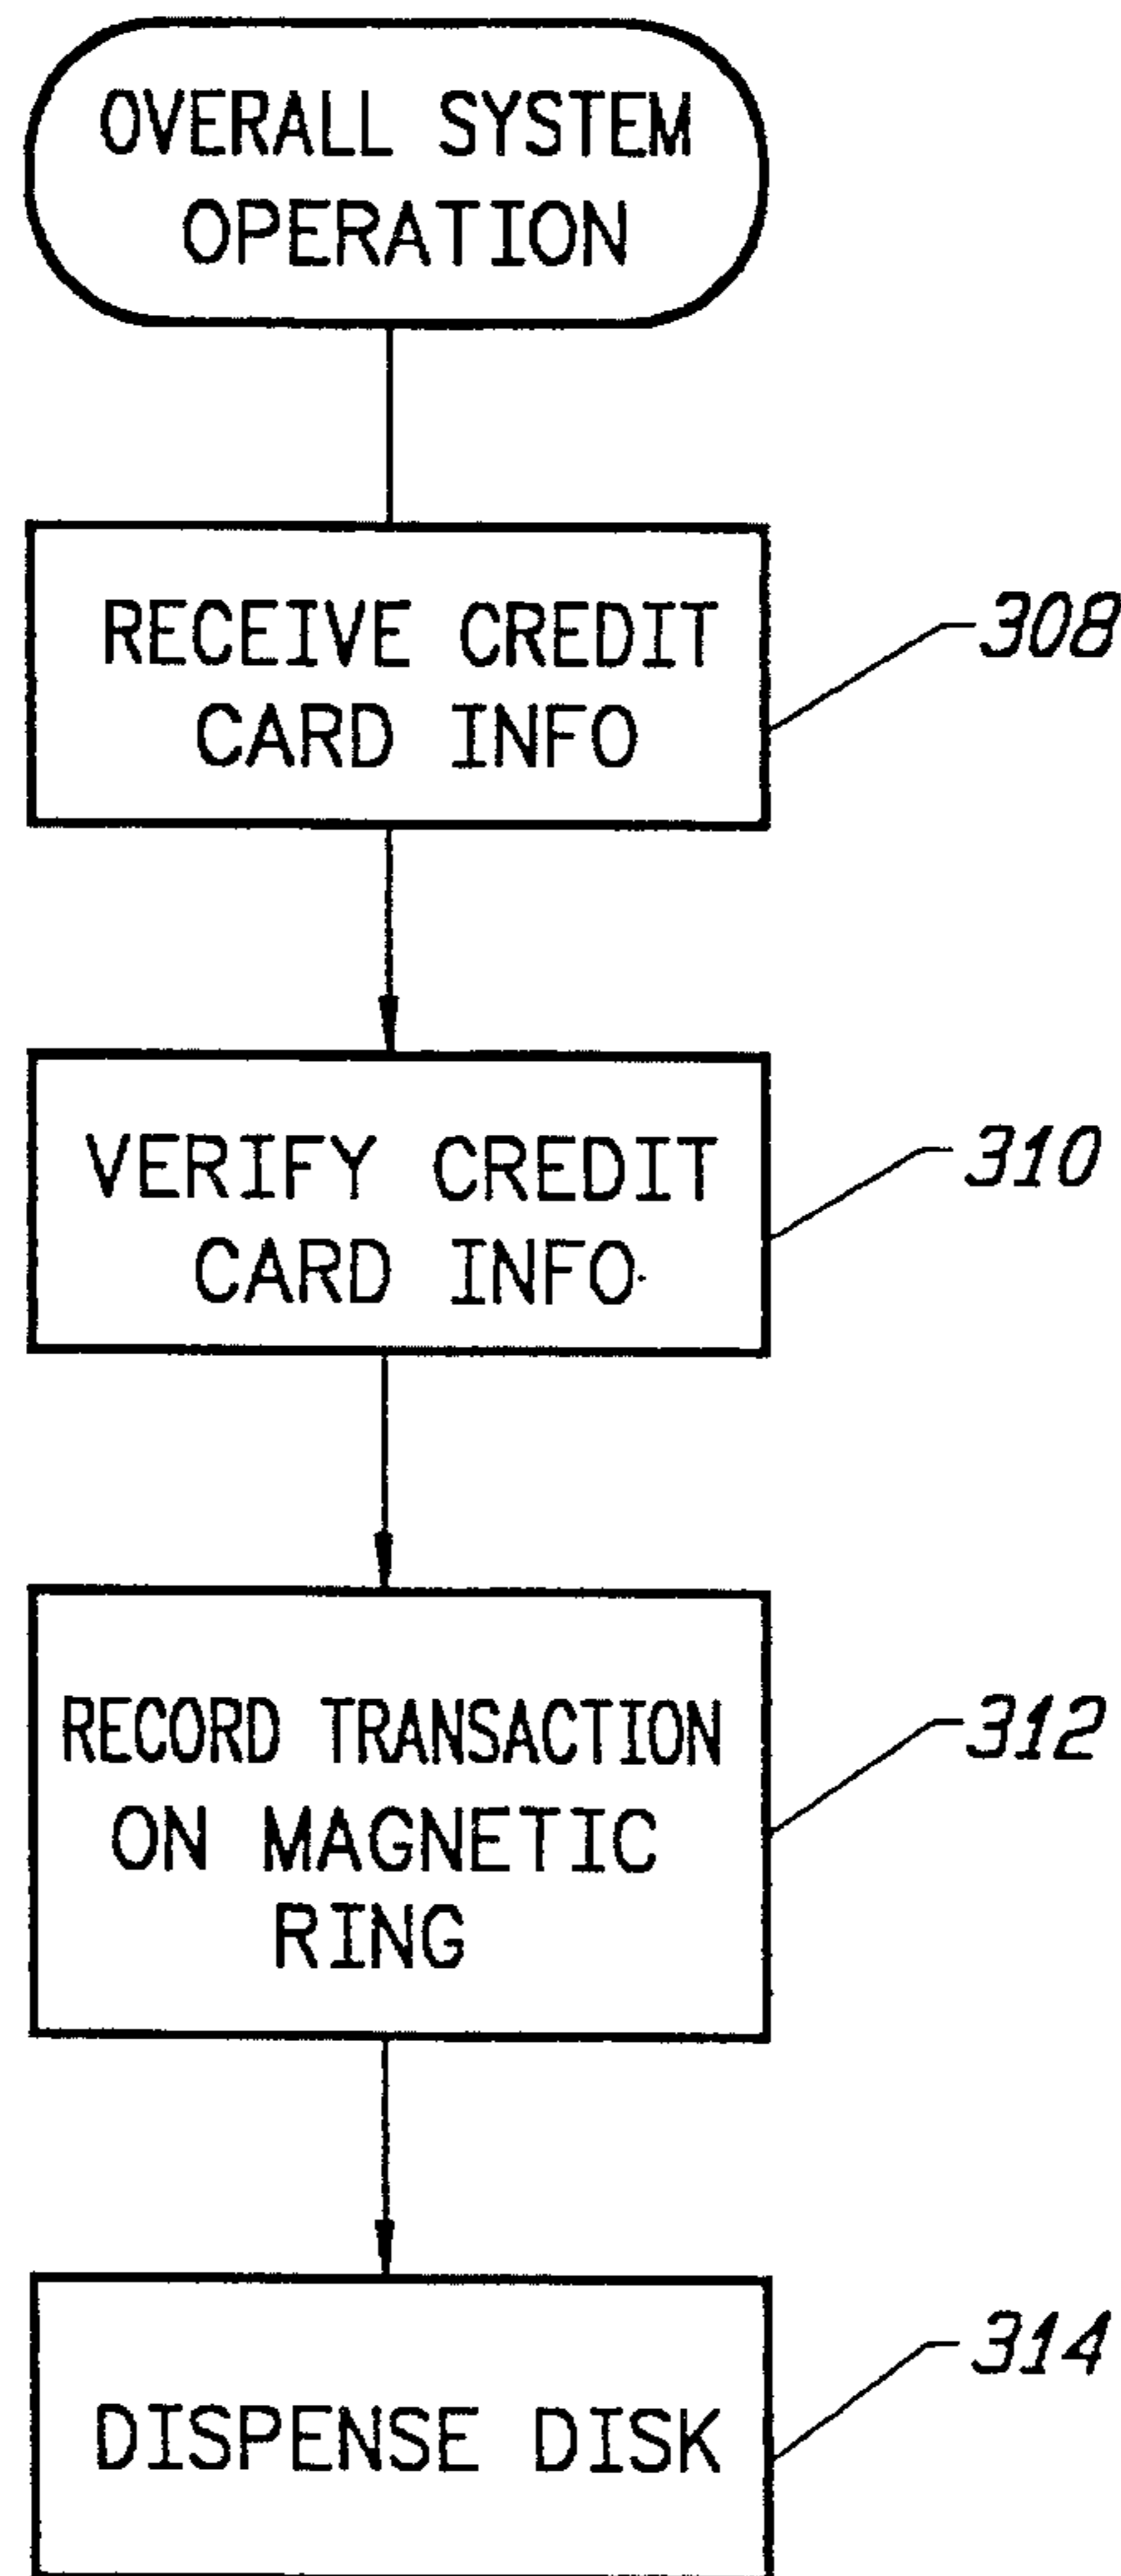 OVERALL SYSTEM
OPERATION
RECEIVE CREDIT
CARD INFO
308
VERIFY CREDIT
CARD INFO
310
RECORD TRANSACTION
ON MAGNETIC
RING
312
DISPENSE DISK
314